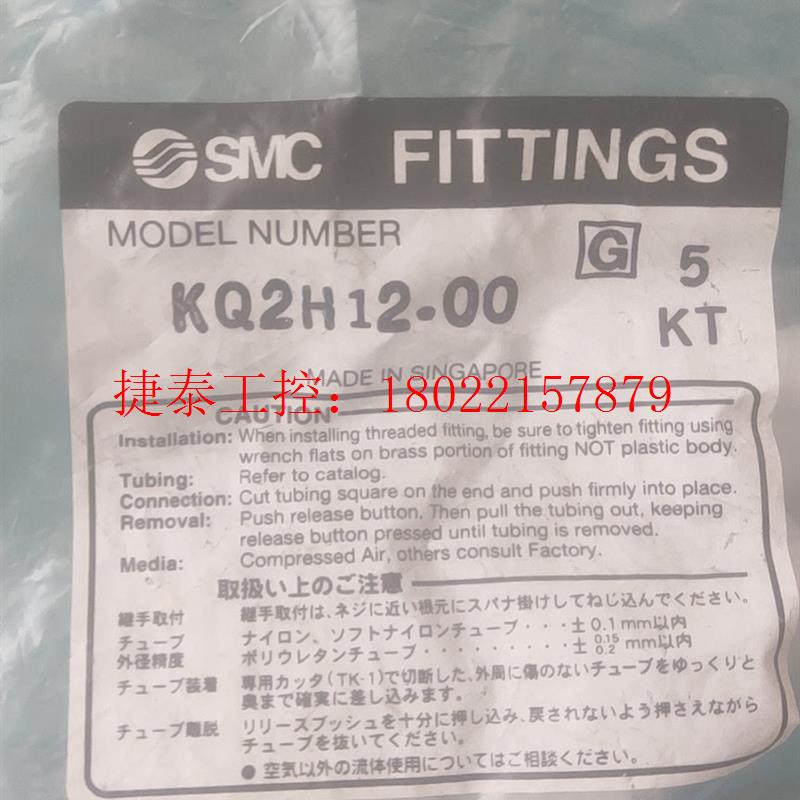 SMC FITTINGS
MODEL NUMBER
G 5
KQ2H12-00
KT
MADE IN SINGAPORE
捷泰工控：18022157879
CAUTION
Installation: When installing threaded fitting, be sure to tighten fitting using
wrench flats on brass portion of fitting NOT plastic body.
Tubing: Refer to catalog.
Connection: Cut tubing square on the end and push firmly into place.
Removal: Push release button. Then pull the tubing out, keeping
release button pressed until tubing is removed.
Media: Compressed Air, others consult Factory.
取扱い上のご注意
継手取付 継手取付は、ネジに近い根元にスパナ掛けしてねじ込んでください。
チューブ ナイロン、ソフトナイロンチューブ・・・± 0.1 mm以内
外径精度 ポリウレタンチューブ・・・・・・・・・± 0.15 0.2 mm以内
チューブ装着 専用カッタ(TK-1)で切断した、外周に傷のないチューブをゆっくりと
奥まで確実に差し込みます。
チューブ離脱 リリースブッシュを十分に押し込み、戻されないよう押さえながら
チューブを抜いてください。
● 空気以外の流体使用についてはご相談ください。